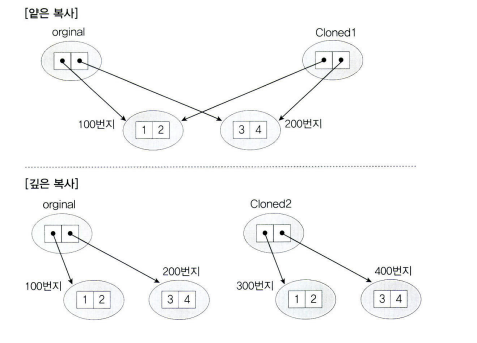 [얕은 복사]
orginal
Cloned1
100번지
1 2
3 4
200번지
[깊은 복사]
orginal
Cloned2
100번지
1 2
200번지
3 4
300번지
1 2
400번지
3 4